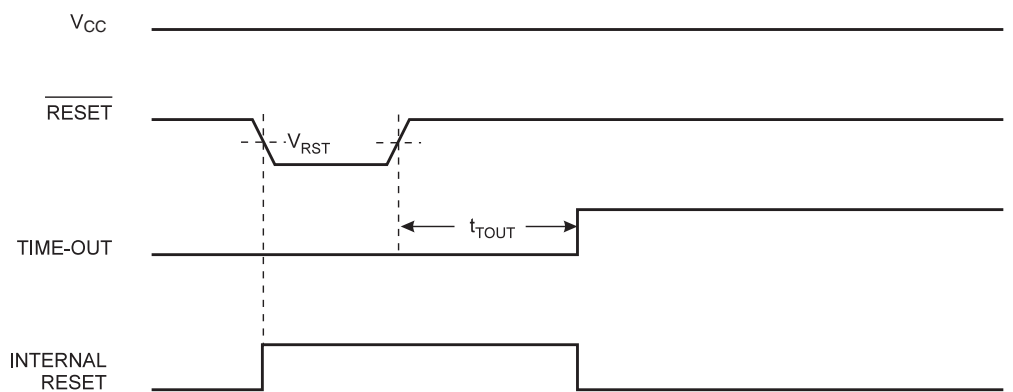 VCC
RESET
VRST
tTOUT
TIME-OUT
INTERNAL
RESET